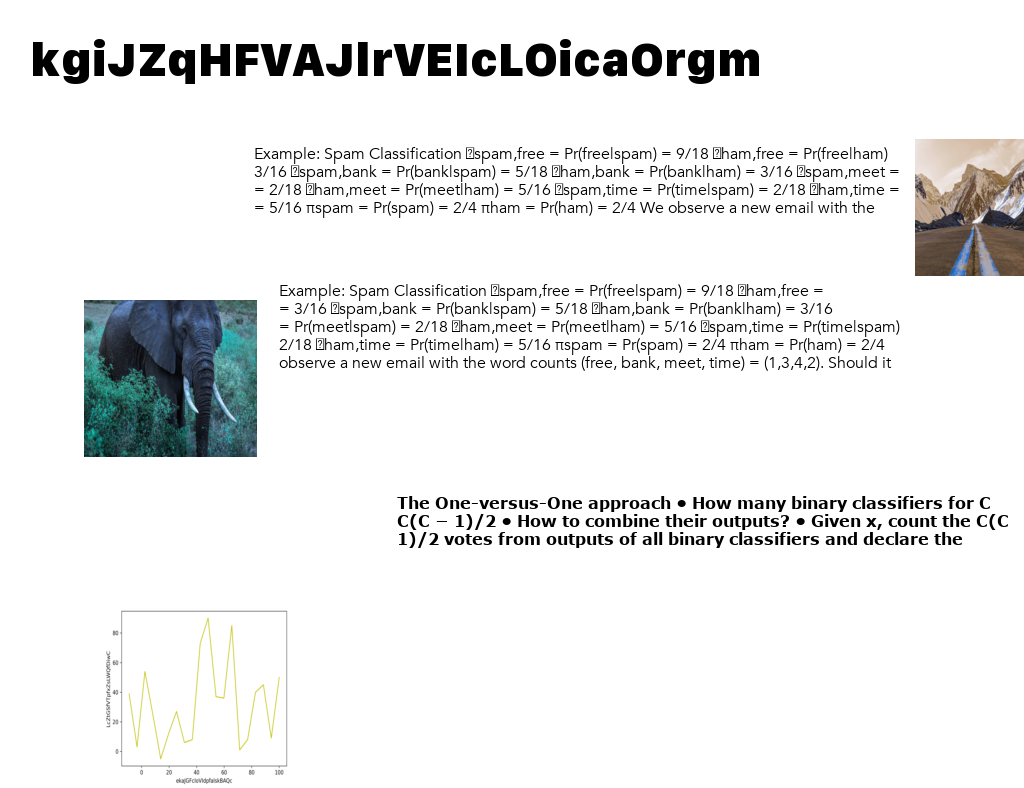 kgiJZqHFVAJlrVEIcLOicaOrgm
Example: Spam Classification �spam,free = Pr(free|spam) = 9/18 �ham,free = Pr(free|ham)
3/16 �spam,bank = Pr(bank|spam) = 5/18 �ham,bank = Pr(bank|ham) = 3/16 �spam,meet =
= 2/18 �ham,meet = Pr(meet|ham) = 5/16 �spam,time = Pr(time|spam) = 2/18 �ham,time =
= 5/16 πspam = Pr(spam) = 2/4 πham = Pr(ham) = 2/4 We observe a new email with the
Example: Spam Classification �spam,free = Pr(free|spam) = 9/18 �ham,free =
= 3/16 �spam,bank = Pr(bank|spam) = 5/18 �ham,bank = Pr(bank|ham) = 3/16
= Pr(meet|spam) = 2/18 �ham,meet = Pr(meet|ham) = 5/16 �spam,time = Pr(time|spam)
2/18 �ham,time = Pr(time|ham) = 5/16 πspam = Pr(spam) = 2/4 πham = Pr(ham) = 2/4
observe a new email with the word counts (free, bank, meet, time) = (1,3,4,2). Should it
The One-versus-One approach • How many binary classifiers for C
C(C − 1)/2 • How to combine their outputs? • Given x, count the C(C
1)/2 votes from outputs of all binary classifiers and declare the
80
60
40
20
0
0 20 40 60 80 100